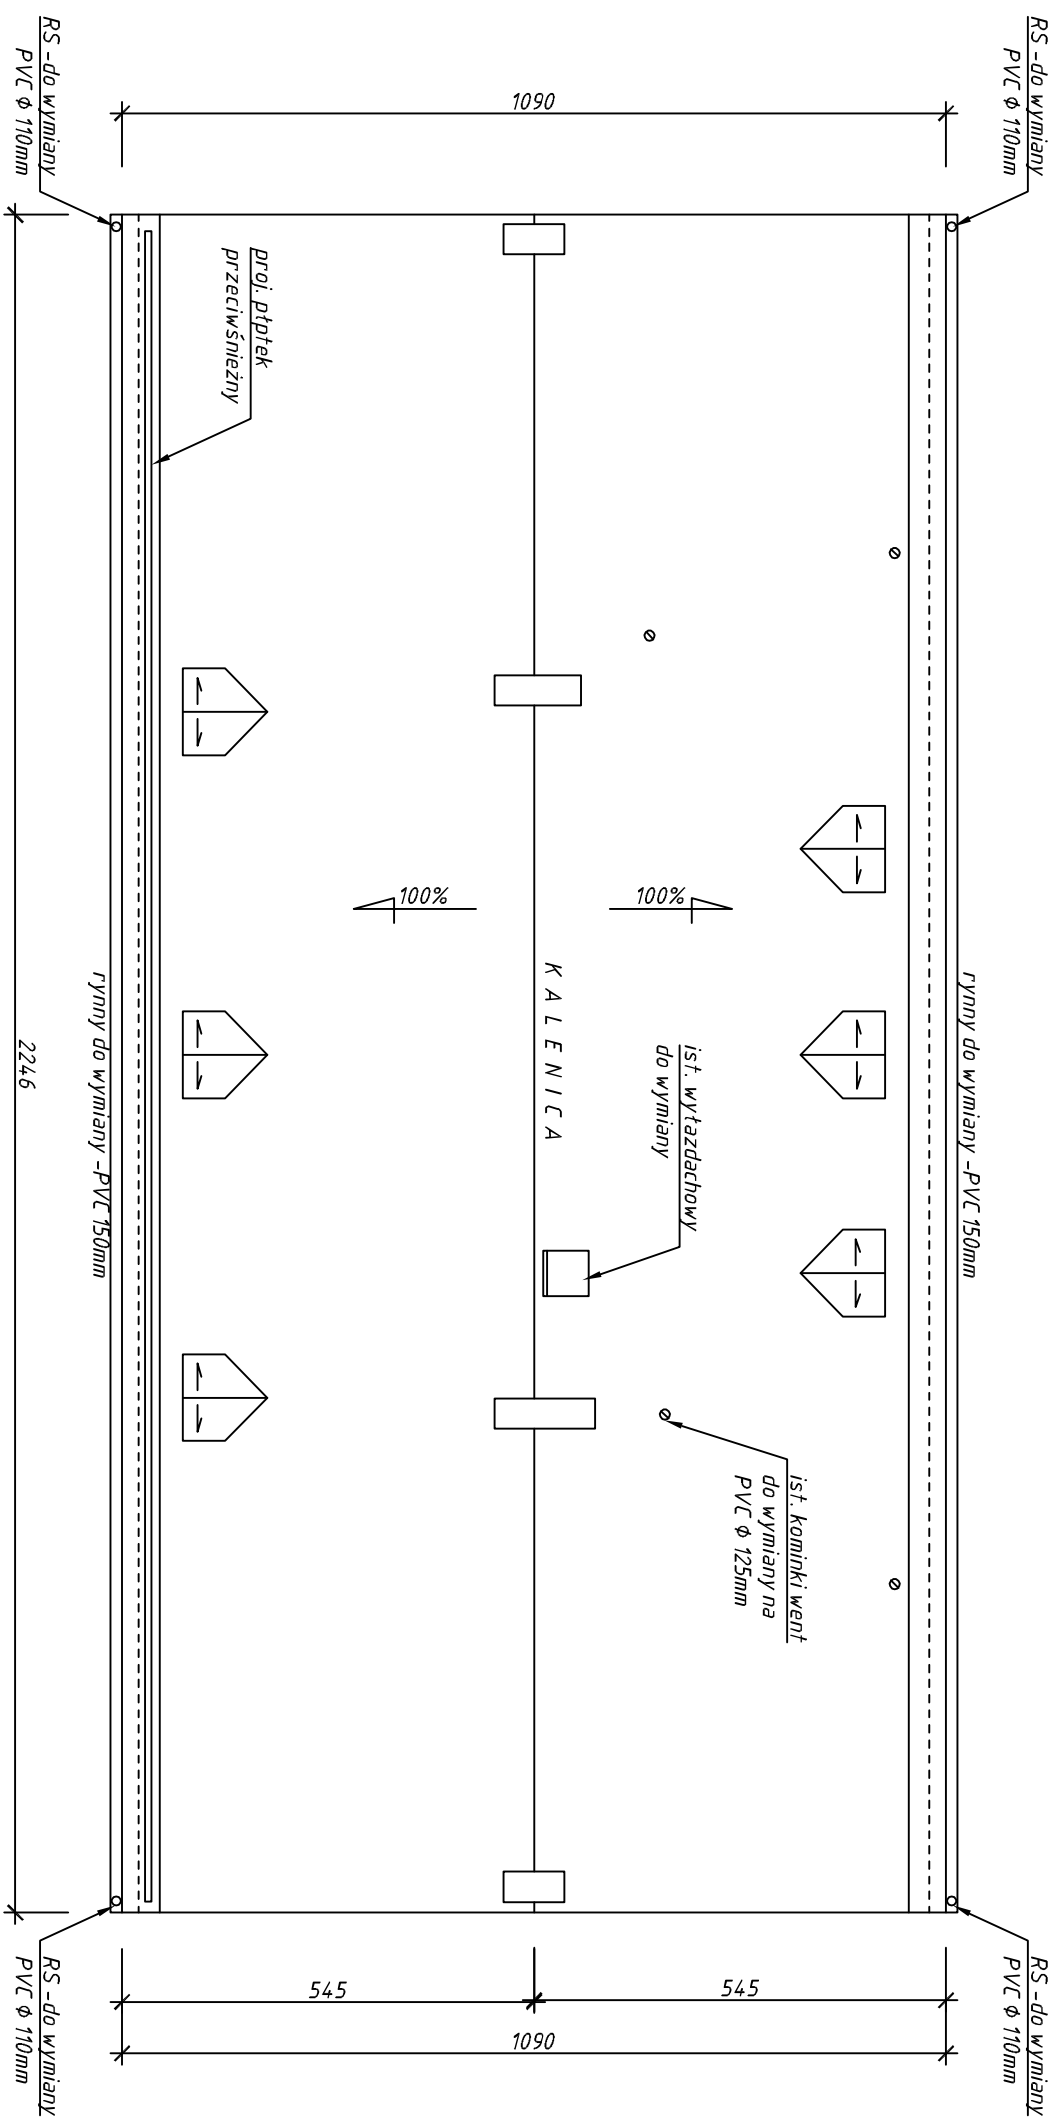 RS -do wymiany
PVC ϕ 110mm
RS -do wymiany
PVC ϕ 110mm
1090
proj. płptek
przeciwśnieżny
100%
100%
K A L E N I C A
rynny do wymiany -PVC 150mm
rynny do wymiany -PVC 150mm
2246
ist. wyłazdachowy
do wymiany
ist. kominki went
do wymiany na
PVC ϕ 125mm
545
545
1090
RS -do wymiany
PVC ϕ 110mm
RS -do wymiany
PVC ϕ 110mm